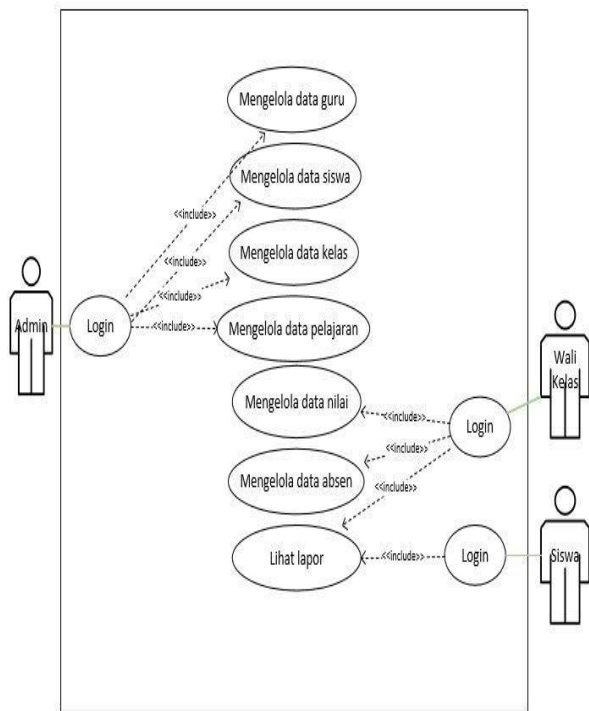 Mengelola data guru
Mengelola data siswa
<<include>>
Mengelola data kelas
<<include>>
<<include>>
Admin
Login
<<include>>
Mengelola data pelajaran
Mengelola data nilai
<<include>>
Login
Wali
Kelas
<<include>>
Mengelola data absen
<<include>>
Lihat lapor
<<include>>
Login
Siswa